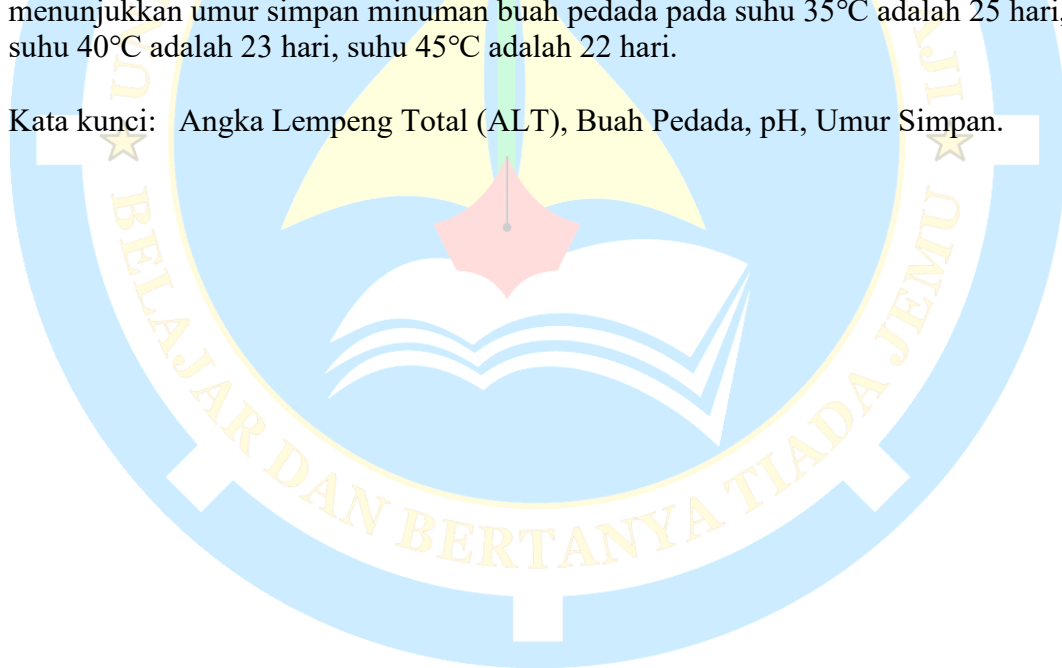 menunjukkan umur simpan minuman buah pedada pada suhu 35℃ adalah 25 hari,
suhu 40℃ adalah 23 hari, suhu 45℃ adalah 22 hari.
Kata kunci: Angka Lempeng Total (ALT), Buah Pedada, pH, Umur Simpan.
BELAJAR DAN BERTANYA TIADA JEMU